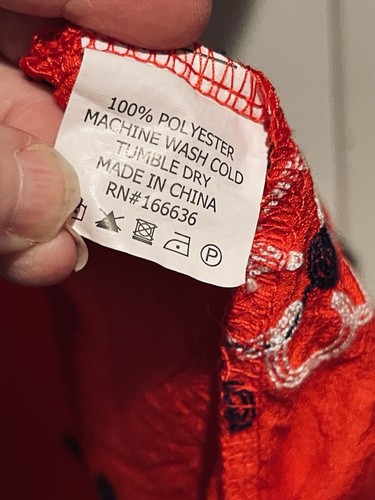 100% POLYESTER
MACHINE WASH COLD
TUMBLE DRY
MADE IN CHINA
RN#166636
P